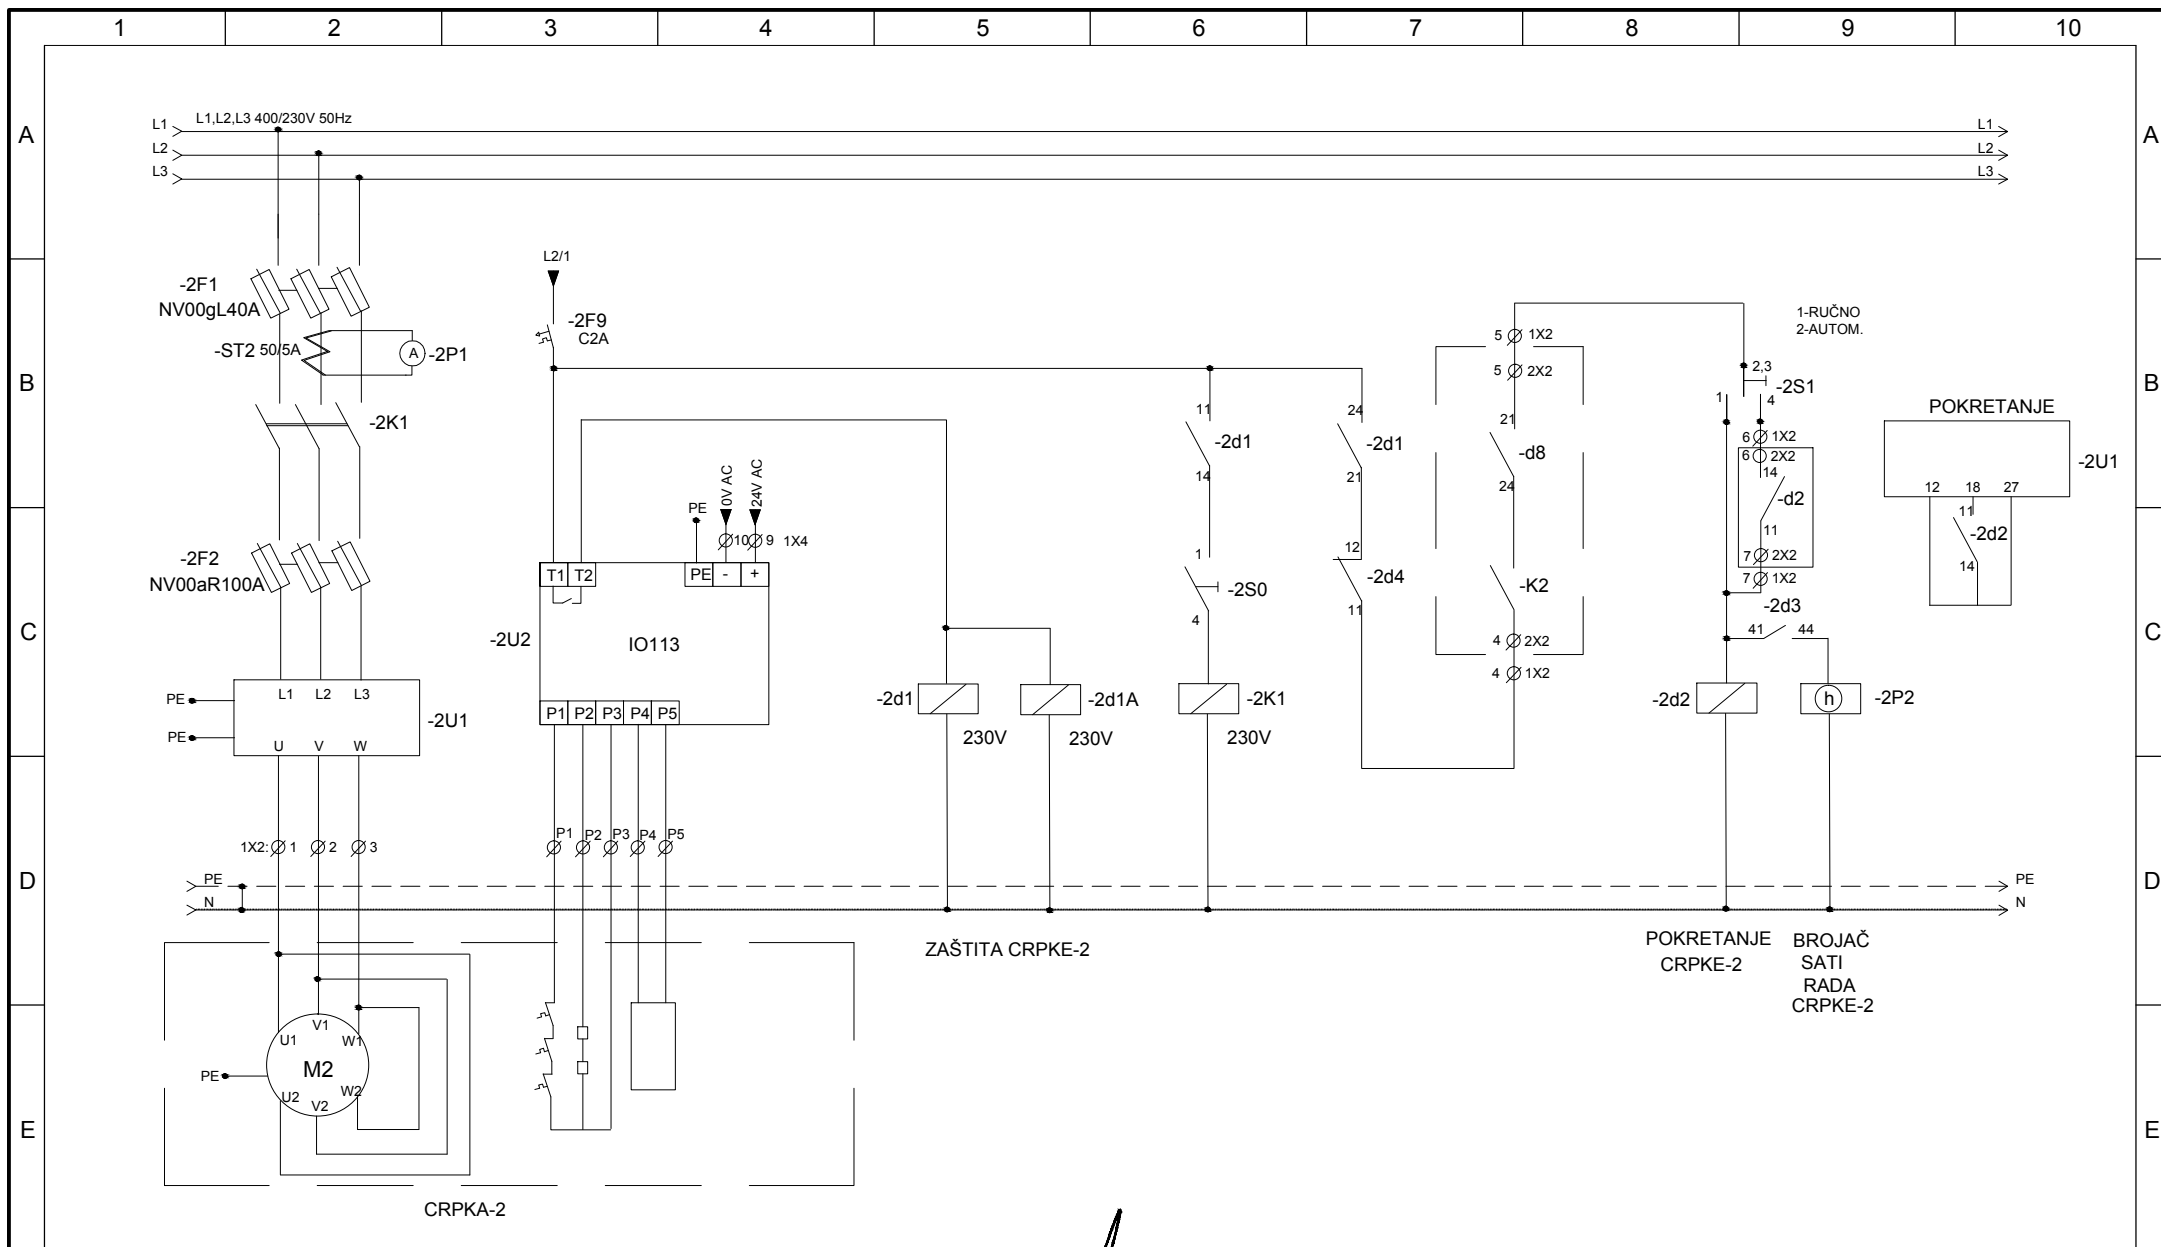 1 2 3 4 5 6 7 8 9 10
A A
L1 L1,L2,L3 400/230V 50Hz L1
L2 L2
L3 L3
L2/1
-2F1
NV00gL40A
-2F9
C2A
1-RUČNO
2-AUTOM.
-ST2 50/5A A -2P1
5 1X2
5 2X2
B B
2,3
-2S1
1 4
POKRETANJE
-2K1
11
-2d1
14
24
-2d1
21
21
-d8
24
6 1X2
6 2X2
14
-d2
11
7 2X2
7 1X2
-2U1
12 18 27
11
-2d2
14
PE 0V AC 24V AC
10 9 1X4
-2F2
NV00aR100A
T1 T2 PE - +
-2U2
IO113
P1 P2 P3 P4 P5
1
-2S0
4
12
-2d4
11
-K2
4 2X2
4 1X2
-2d3
41 44
C C
PE
PE
L1 L2 L3
-2U1
U V W
-2d1
230V
-2d1A
230V
-2K1
230V
-2d2
h -2P2
1X2: 1 2 3
P1 P2 P3 P4 P5
D D
PE PE
N N
ZAŠTITA CRPKE-2
POKRETANJE
CRPKE-2
BROJAČ
SATI
RADA
CRPKE-2
V1
U1 W1
M2
PE
U2 W2
V2
E E
CRPKA-2